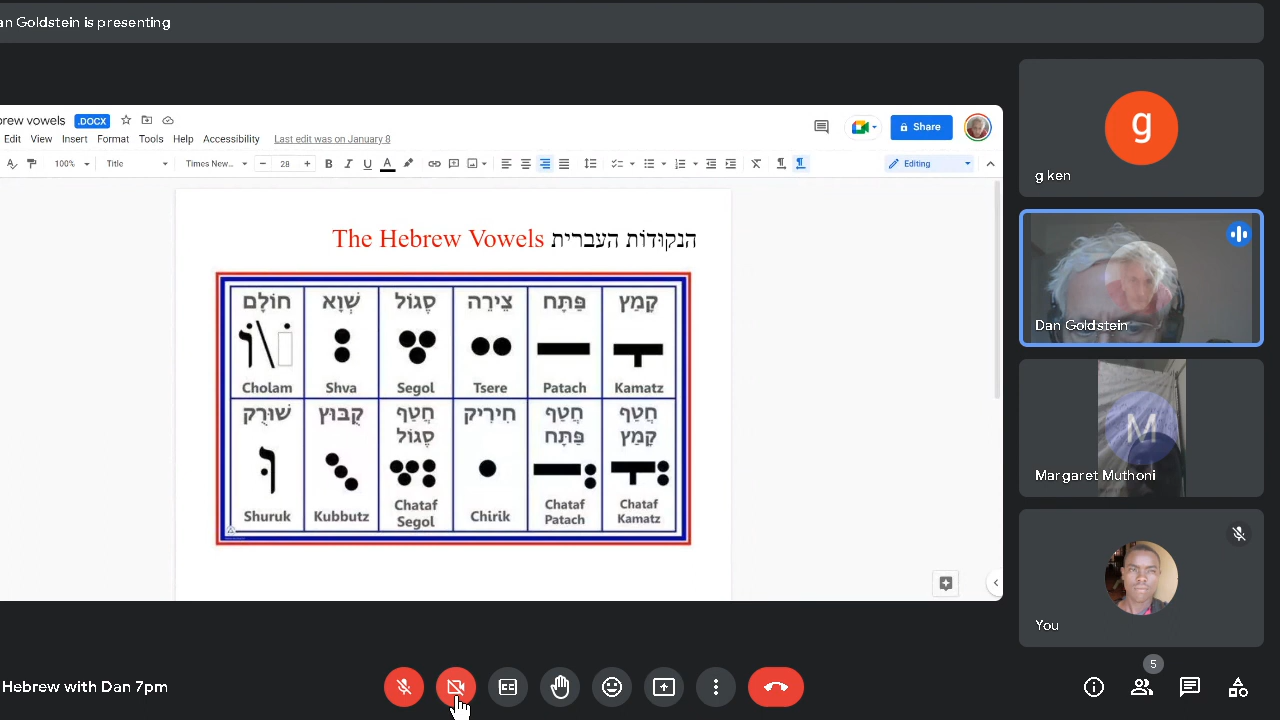 an Goldstein is presenting
brew vowels .DOCX
Edit View Insert Format Tools Help Accessibility Last edit was on January 8
Share
100% Title Times New... 28 B I U A Editing
The Hebrew Vowels הנקוּדוֹת העברית
קָמַץ פַּתָּח צֵירֵה סֶגוֹל שְׁוָא חוֹלָם
Cholam Shva Segol Tsere Patach Kamatz
חֲטַף קָמַץ חֲטַף פַּתָּח חִירִיק חֲטַף סֶגוֹל קֻבּוּץ שׁוּרֻק
Shuruk Kubbutz Chataf Segol Chirik Chataf Patach Chataf Kamatz
g
g ken
Dan Goldstein
M
Margaret Muthoni
You
Hebrew with Dan 7pm
5